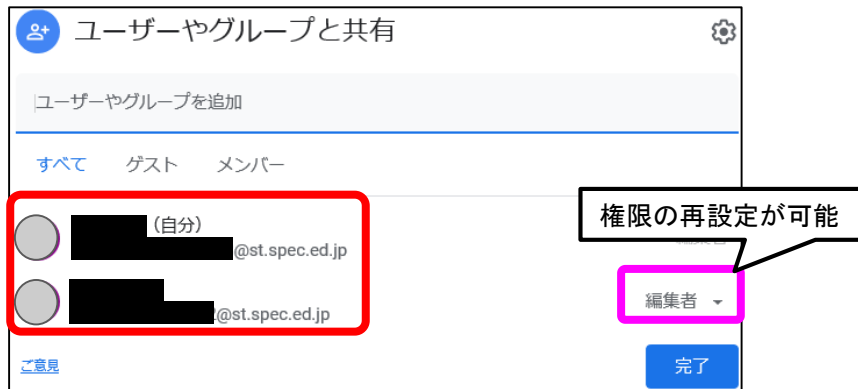 ユーザーやグループと共有
ユーザーやグループを追加
すべて ゲスト メンバー
権限の再設定が可能
(自分)
@st.spec.ed.jp
@st.spec.ed.jp
編集者
ご意見
完了